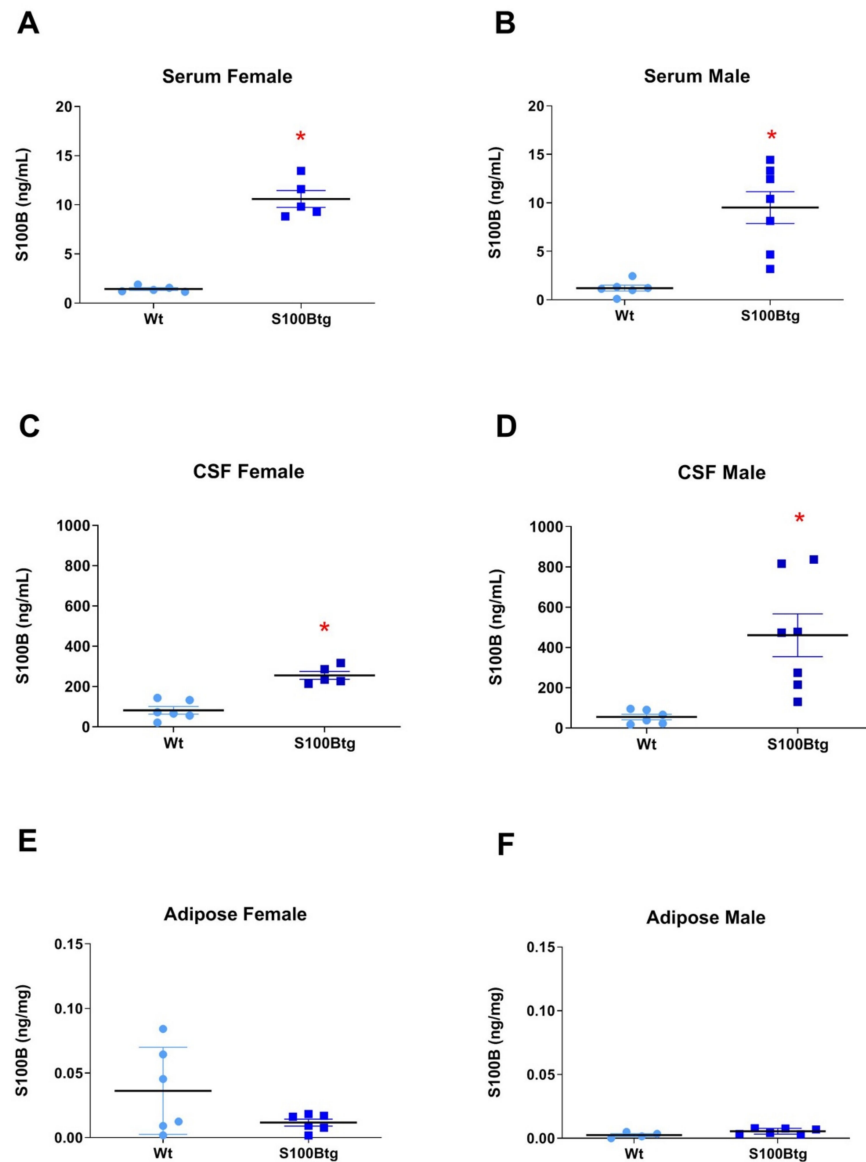 A
B
Serum Female
Serum Male
20
15
10
5
0
S100B (ng/mL)
Wt
S100Btg
*
20
15
10
5
0
S100B (ng/mL)
Wt
S100Btg
*
C
D
CSF Female
CSF Male
1000
800
600
400
200
0
S100B (ng/mL)
Wt
S100Btg
*
1000
800
600
400
200
0
S100B (ng/mL)
Wt
S100Btg
*
E
F
Adipose Female
Adipose Male
0.15
0.10
0.05
0.00
S100B (ng/mg)
Wt
S100Btg
0.15
0.10
0.05
0.00
S100B (ng/mg)
Wt
S100Btg